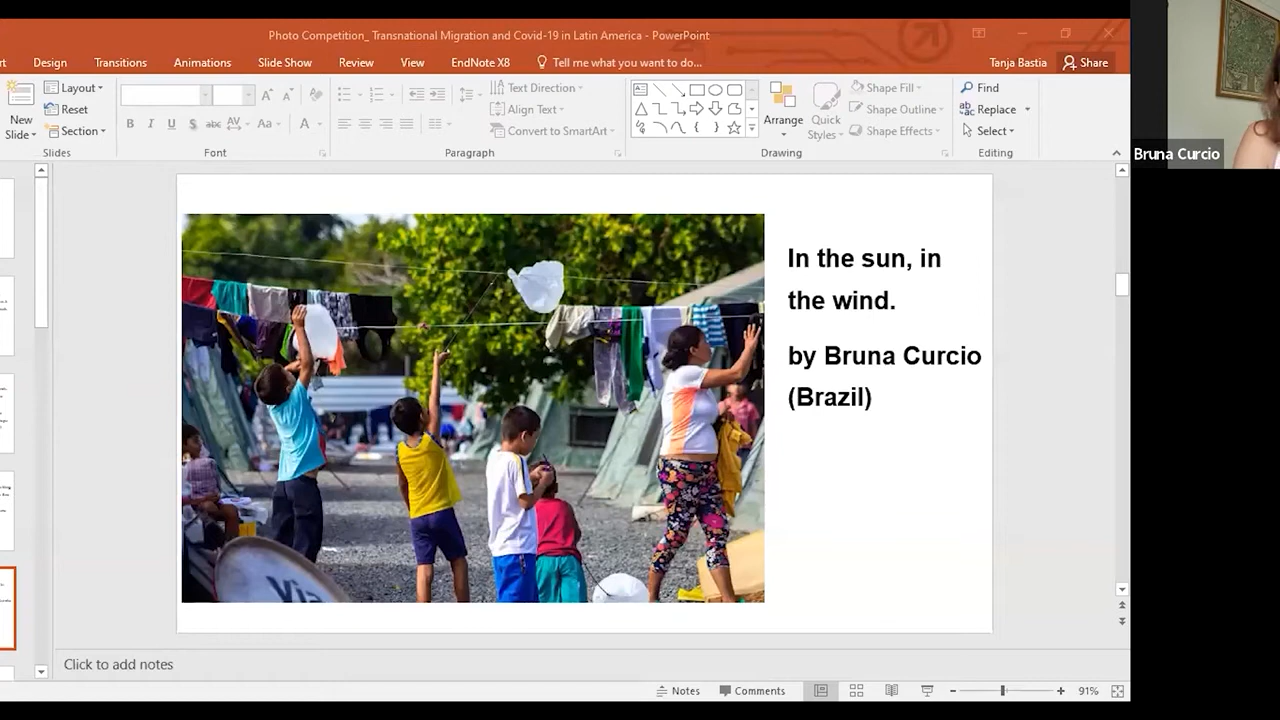 Photo Competition_ Transnational Migration and Covid-19 in Latin America - PowerPoint
Design Transitions Animations Slide Show Review View EndNote X8 Tell me what you want to do... Tanja Bastia Share
New Slide
Layout
Reset
Section
Slides
B I U S abc AV Aa A
Font
Text Direction
Align Text
Convert to SmartArt
Paragraph
Arrange
Quick Styles
Shape Fill
Shape Outline
Shape Effects
Drawing
Find
Replace
Select
Editing
Bruna Curcio
In the sun, in
the wind.
by Bruna Curcio
(Brazil)
Via
Click to add notes
Notes Comments 91%